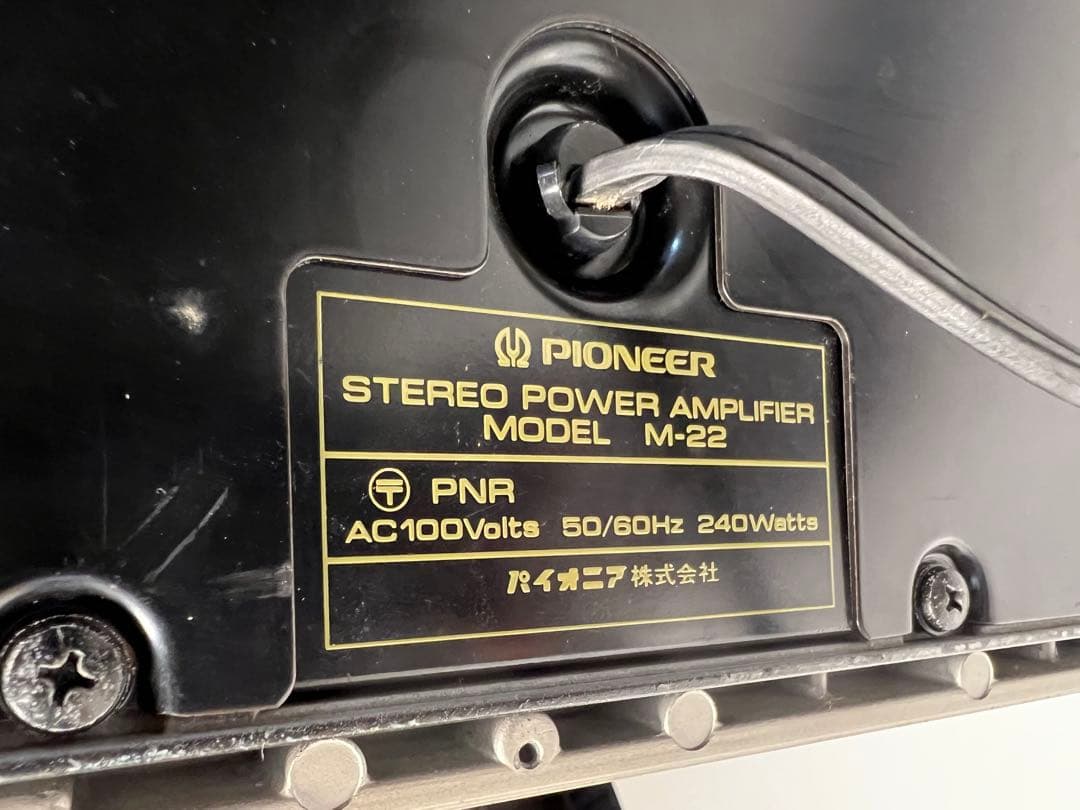 PIONEER
STEREO POWER AMPLIFIER
MODEL M-22
〒 PNR
AC100Volts 50/60Hz 240Watts
パイオニア株式会社